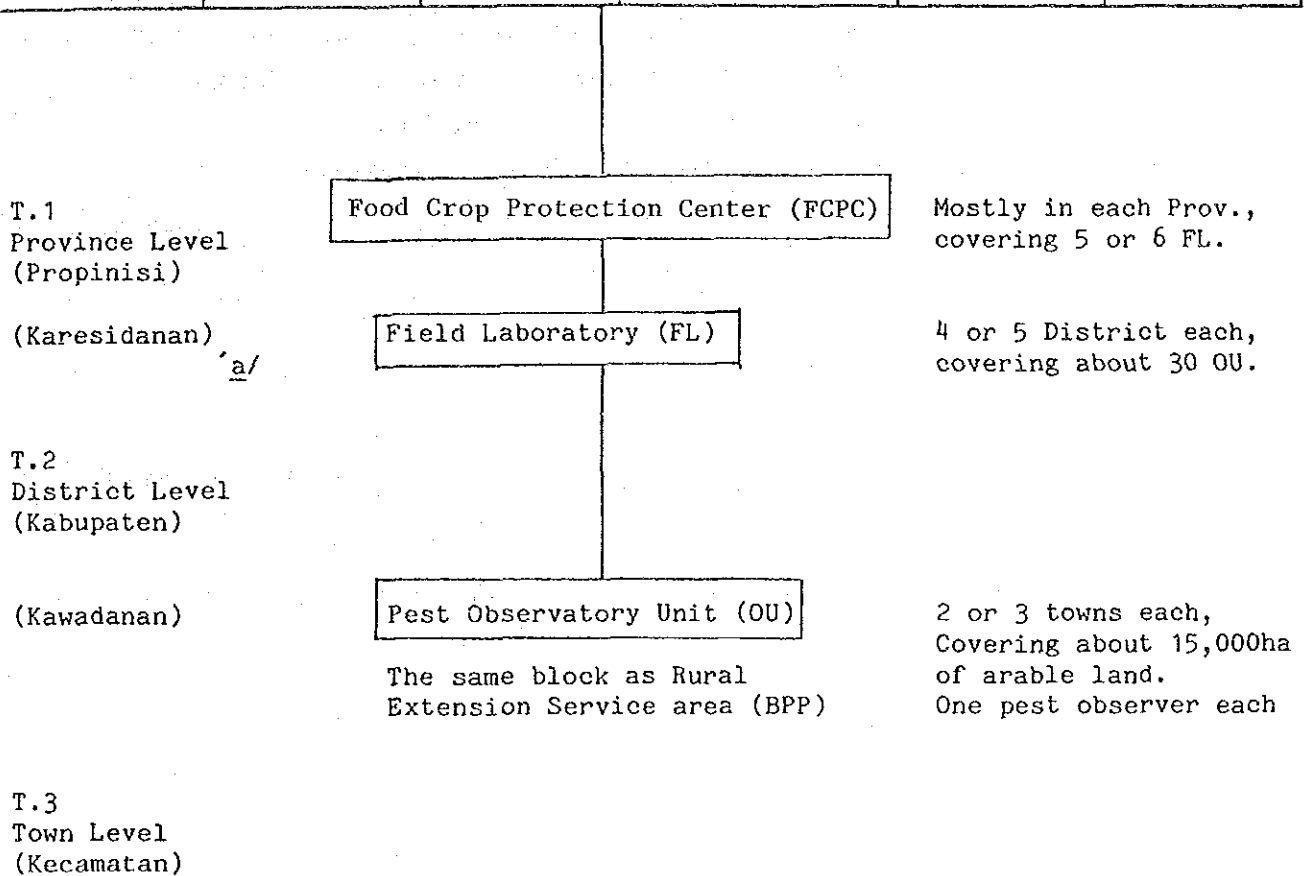 T.1
Province Level
(Propinisi)
Food Crop Protection Center (FCPC)
Mostly in each Prov.,
covering 5 or 6 FL.
(Karesidanan)
a/
Field Laboratory (FL)
4 or 5 District each,
covering about 30 OU.
T.2
District Level
(Kabupaten)
(Kawadanan)
Pest Observatory Unit (OU)
The same block as Rural
Extension Service area (BPP)
2 or 3 towns each,
Covering about 15,000ha
of arable land.
One pest observer each
T.3
Town Level
(Kecamatan)